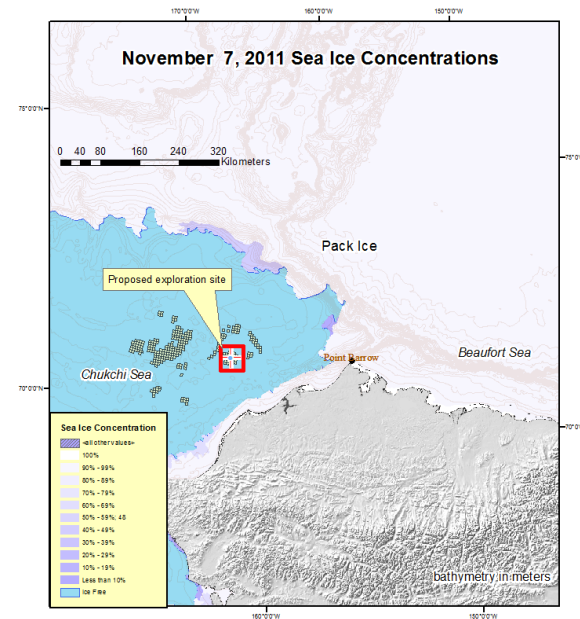 170°0'0"W 160°0'0"W 150°0'0"W
November 7, 2011 Sea Ice Concentrations
75°0'0"N
0 40 80 160 240 320
Kilometers
75°0'0"
Pack Ice
Proposed exploration site
Point Barrow
Beaufort Sea
Chukchi Sea
70°0'0"N
70°0'0"
Sea Ice Concentration
<all other values>
100%
90% - 99%
80% - 89%
70% - 79%
60% - 69%
50% - 59%, 48
40% - 49%
30% - 39%
20% - 29%
10% - 19%
Less than 10%
Ice Free
bathymetry in meters
160°0'0"W 150°0'0"W